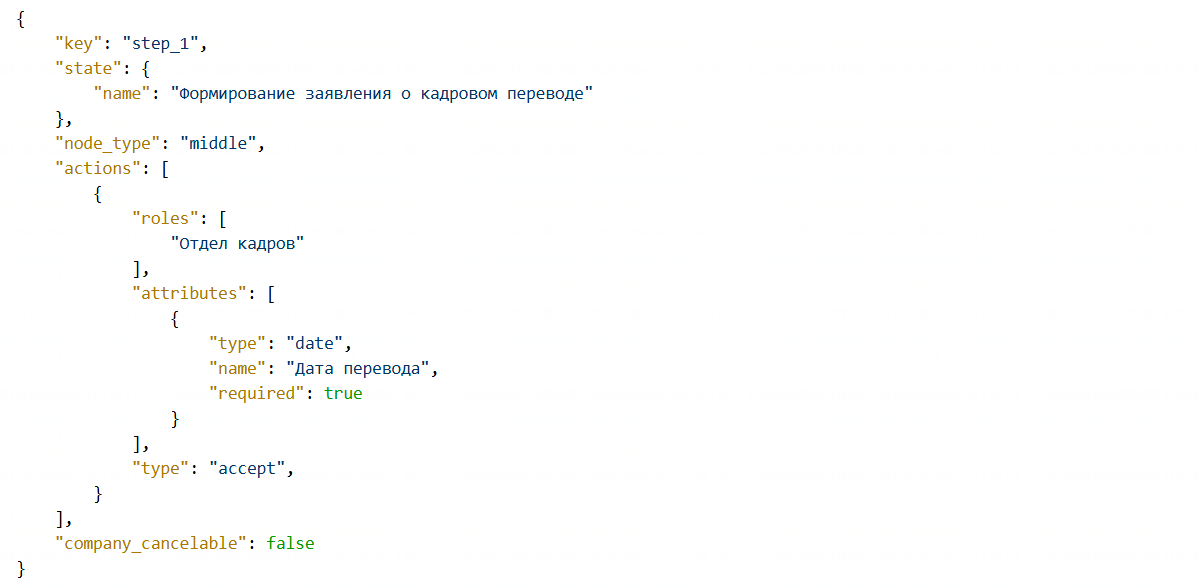 {
    "key": "step_1",
    "state": {
        "name": "Формирование заявления о кадровом переводе"
    },
    "node_type": "middle",
    "actions": [
        {
            "roles": [
                "Отдел кадров"
            ],
            "attributes": [
                {
                    "type": "date",
                    "name": "Дата перевода",
                    "required": true
                }
            ],
            "type": "accept",
        }
    ],
    "company_cancelable": false
}